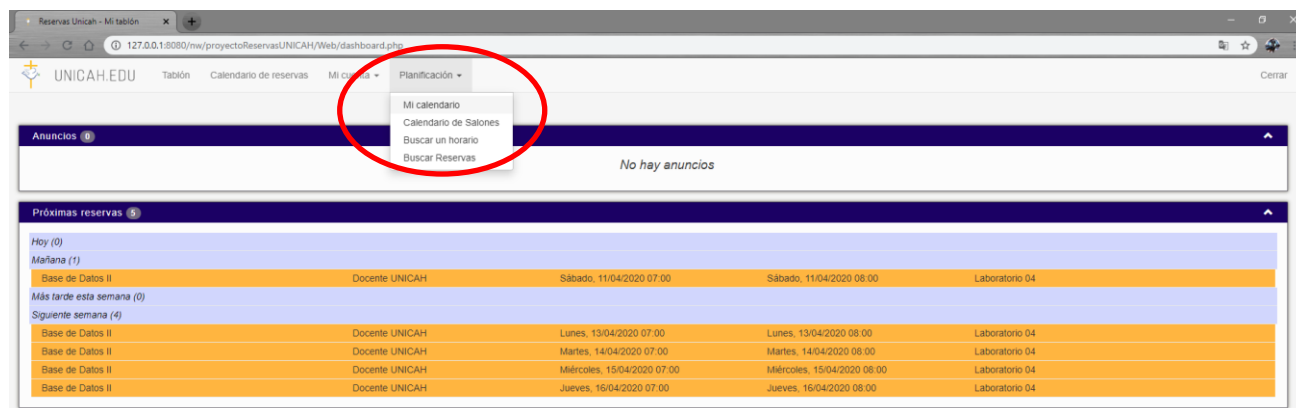 Reservas Unicah - Mi tablón
127.0.0.1:8080/nw/proyectoReservasUNICAH/Web/dashboard.php
UNICAH.EDU Tablón Calendario de reservas Mi cuenta Planificación Cerrar
Mi calendario
Calendario de Salones
Buscar un horario
Buscar Reservas
Anuncios 0
No hay anuncios
Próximas reservas 5
Hoy (0)
Mañana (1)
Base de Datos II Docente UNICAH Sábado, 11/04/2020 07:00 Sábado, 11/04/2020 08:00 Laboratorio 04
Más tarde esta semana (0)
Siguiente semana (4)
Base de Datos II Docente UNICAH Lunes, 13/04/2020 07:00 Lunes, 13/04/2020 08:00 Laboratorio 04
Base de Datos II Docente UNICAH Martes, 14/04/2020 07:00 Martes, 14/04/2020 08:00 Laboratorio 04
Base de Datos II Docente UNICAH Miércoles, 15/04/2020 07:00 Miércoles, 15/04/2020 08:00 Laboratorio 04
Base de Datos II Docente UNICAH Jueves, 16/04/2020 07:00 Jueves, 16/04/2020 08:00 Laboratorio 04